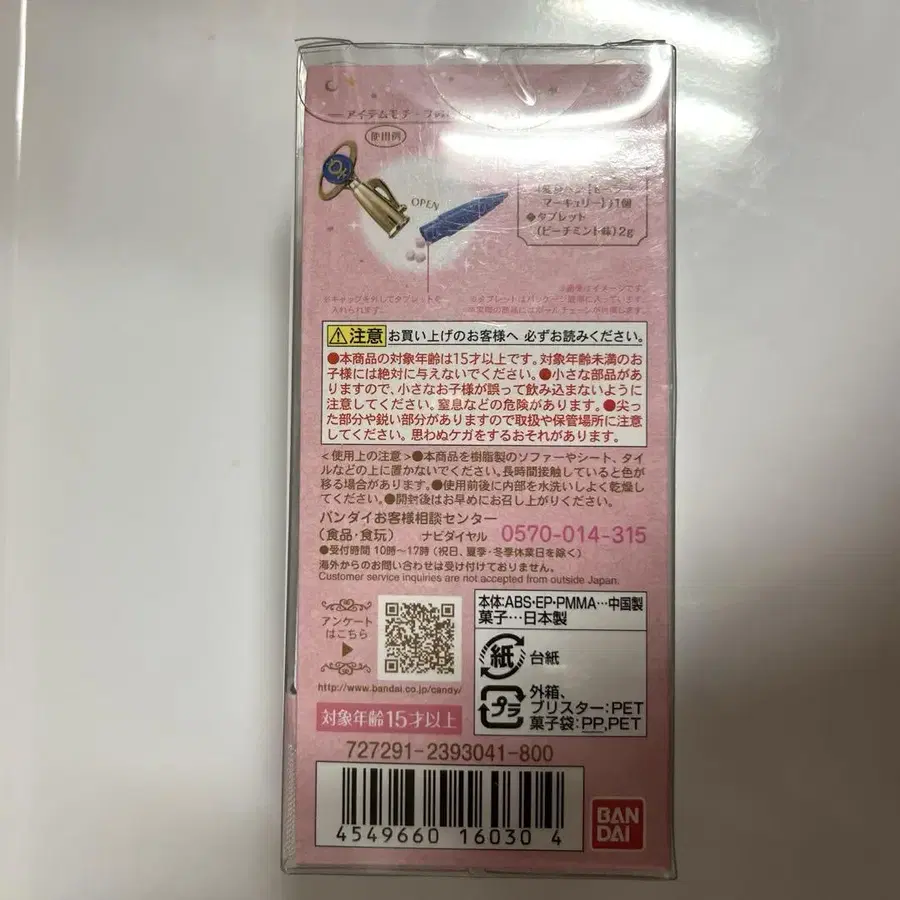 使用例
OPEN
マーキュリー]/1個
◆タブレット
(ピーチミント味)2g
※画像はイメージです。
※キャップを外してタブレットを
入れられます。
⚠注意 お買い上げのお客様へ 必ずお読みください。
●本商品の対象年齢は15才以上です。対象年齢未満のお
子様には絶対に与えないでください。●小さな部品があ
りますので、小さなお子様が誤って飲み込まないように
注意してください。窒息などの危険があります。●尖っ
た部分や鋭い部分がありますので取扱や保管場所に注意
してください。思わぬケガをするおそれがあります。
<使用上の注意>●本商品を樹脂製のソファーやシート、タイ
ルなどの上に置かないでください。長時間接触していると色が
移る場合があります。●使用前後に内部を水洗いしよく乾燥し
てください。●開封後はお早めにお召し上がりください。
バンダイお客様相談センター
(食品・食玩) ナビダイヤル 0570-014-315
●受付時間 10時〜17時(祝日、夏季・冬季休業日を除く)
海外からのお問い合わせは受け付けておりません。
Customer service inquiries are not accepted from outside Japan.
アンケート
はこちら
http://www.bandai.co.jp/candy/
対象年齢15才以上
本体:ABS・EP・PMMA…中国製
菓子…日本製
紙 台紙
プラ 外箱、
ブリスター:PET
菓子袋:PP,PET
727291-2393041-800
4549660 16030 4
BAN
DAI